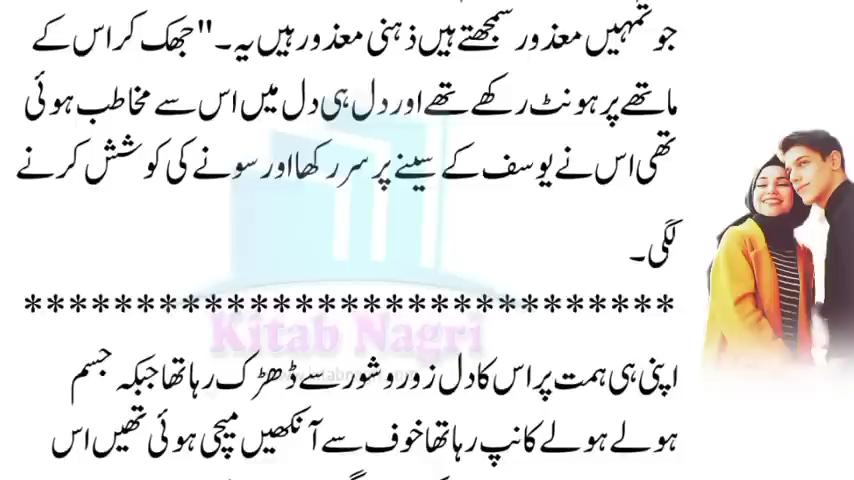 جو تمہیں معذور سمجھتے ہیں ذہنی معذور ہیں یہ۔" جھک کر اس کے
ماتھے پر ہونٹ رکھے تھے اور دل ہی دل میں اس سے مخاطب ہوئی
تھی اس نے یوسف کے سینے پر سر رکھا اور سونے کی کوشش کرنے
لگی۔
*****************************
Kitab Nagri
اپنی ہی ہمت پر اس کا دل زور و شور سے ڈھڑک رہا تھا جبکہ جسم
ہولے ہولے کانپ رہا تھا خوف سے آنکھیں میچی ہوئی تھیں اس